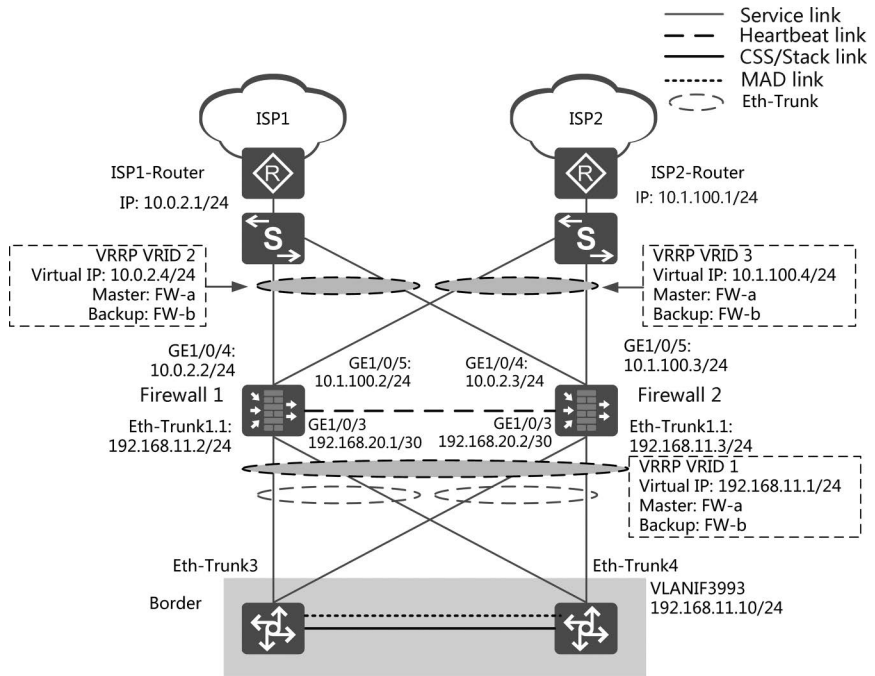 Service link
Heartbeat link
CSS/Stack link
MAD link
Eth-Trunk
ISP1
ISP2
ISP1-Router
ISP2-Router
R
R
IP: 10.0.2.1/24
IP: 10.1.100.1/24
S
S
VRRP VRID 2
Virtual IP: 10.0.2.4/24
Master: FW-a
Backup: FW-b
VRRP VRID 3
Virtual IP: 10.1.100.4/24
Master: FW-a
Backup: FW-b
GE1/0/4:
10.0.2.2/24
GE1/0/5:
10.1.100.2/24
GE1/0/4:
10.0.2.3/24
GE1/0/5:
10.1.100.3/24
Firewall 1
Firewall 2
Eth-Trunk1.1:
192.168.11.2/24
GE1/0/3
192.168.20.1/30
GE1/0/3
192.168.20.2/30
Eth-Trunk1.1:
192.168.11.3/24
VRRP VRID 1
Virtual IP: 192.168.11.1/24
Master: FW-a
Backup: FW-b
Eth-Trunk3
Eth-Trunk4
Border
VLANIF3993
192.168.11.10/24